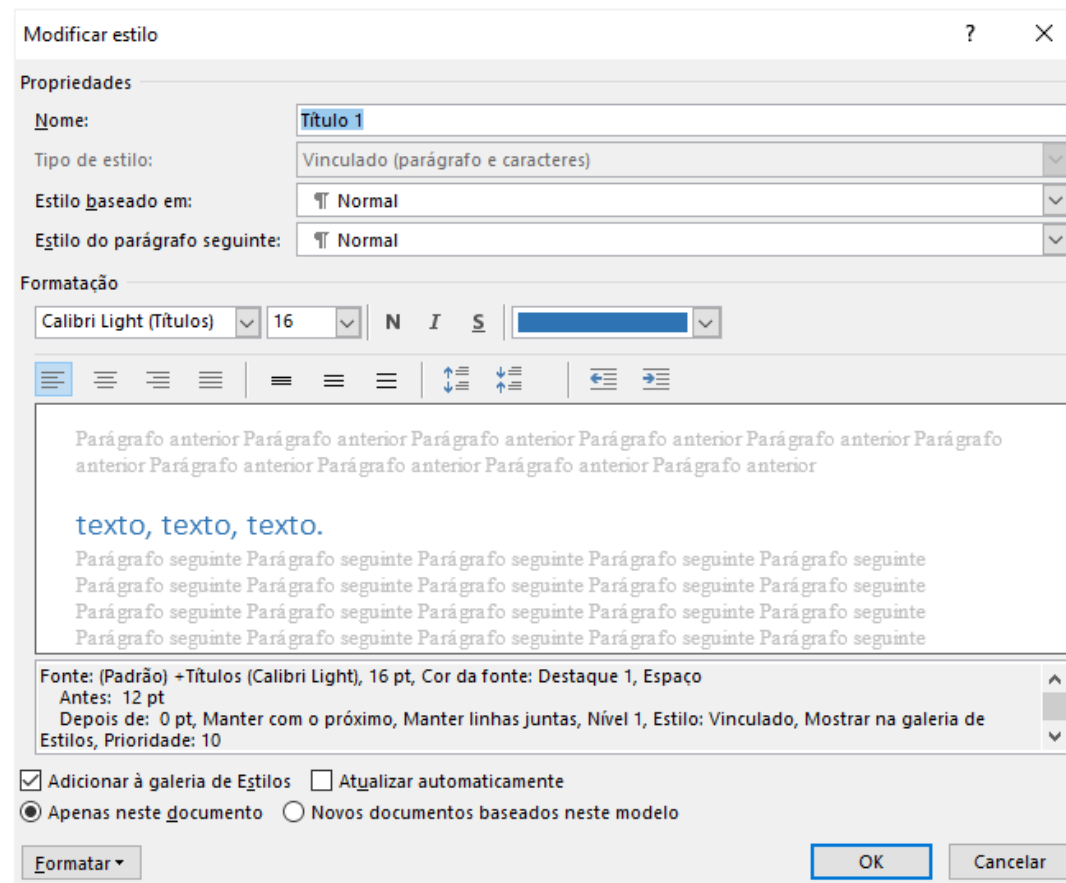 Modificar estilo ? ×
Propriedades
Nome: Título 1
Tipo de estilo: Vinculado (parágrafo e caracteres)
Estilo baseado em: ¶ Normal
Estilo do parágrafo seguinte: ¶ Normal
Formatação
Calibri Light (Títulos) 16 N I S
Parágrafo anterior Parágrafo anterior Parágrafo anterior Parágrafo anterior Parágrafo anterior Parágrafo
anterior Parágrafo anterior Parágrafo anterior Parágrafo anterior Parágrafo anterior
texto, texto, texto.
Parágrafo seguinte Parágrafo seguinte Parágrafo seguinte Parágrafo seguinte Parágrafo seguinte
Parágrafo seguinte Parágrafo seguinte Parágrafo seguinte Parágrafo seguinte Parágrafo seguinte
Parágrafo seguinte Parágrafo seguinte Parágrafo seguinte Parágrafo seguinte Parágrafo seguinte
Parágrafo seguinte Parágrafo seguinte Parágrafo seguinte Parágrafo seguinte Parágrafo seguinte
Fonte: (Padrão) +Títulos (Calibri Light), 16 pt, Cor da fonte: Destaque 1, Espaço
Antes: 12 pt
Depois de: 0 pt, Manter com o próximo, Manter linhas juntas, Nível 1, Estilo: Vinculado, Mostrar na galeria de
Estilos, Prioridade: 10
Adicionar à galeria de Estilos Atualizar automaticamente
Apenas neste documento Novos documentos baseados neste modelo
Formatar OK Cancelar